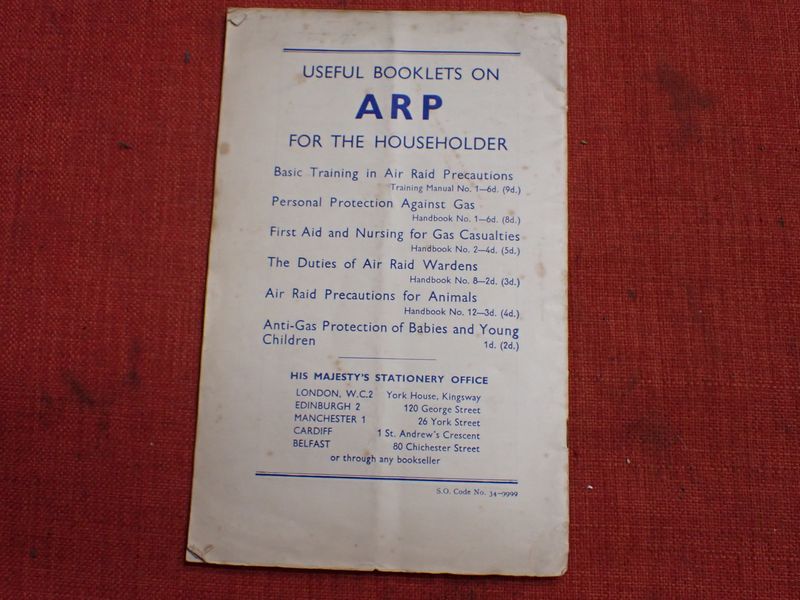 USEFUL BOOKLETS ON
ARP
FOR THE HOUSEHOLDER
Basic Training in Air Raid Precautions
Training Manual No. 1—6d. (9d.)
Personal Protection Against Gas
Handbook No. 1—6d. (8d.)
First Aid and Nursing for Gas Casualties
Handbook No. 2—4d. (5d.)
The Duties of Air Raid Wardens
Handbook No. 8—2d. (3d.)
Air Raid Precautions for Animals
Handbook No. 12—3d. (4d.)
Anti-Gas Protection of Babies and Young
Children 1d. (2d.)
HIS MAJESTY'S STATIONERY OFFICE
LONDON, W.C.2 York House, Kingsway
EDINBURGH 2 120 George Street
MANCHESTER 1 26 York Street
CARDIFF 1 St. Andrew's Crescent
BELFAST 80 Chichester Street
or through any bookseller
S.O. Code No. 34-9999